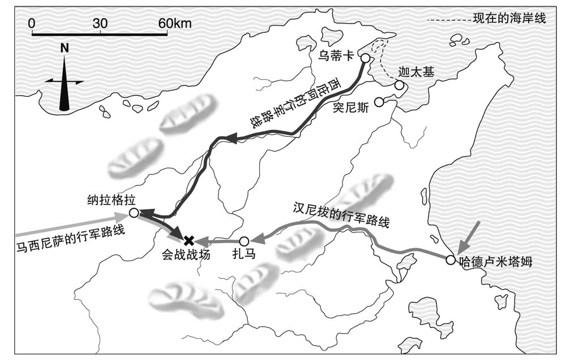 0 30 60km
现在的海岸线
N
乌蒂卡
迦太基
突尼斯
西庇阿的行军路线
纳拉格拉
汉尼拔的行军路线
马西尼萨的行军路线
会战战场
扎马
哈德卢米塔姆